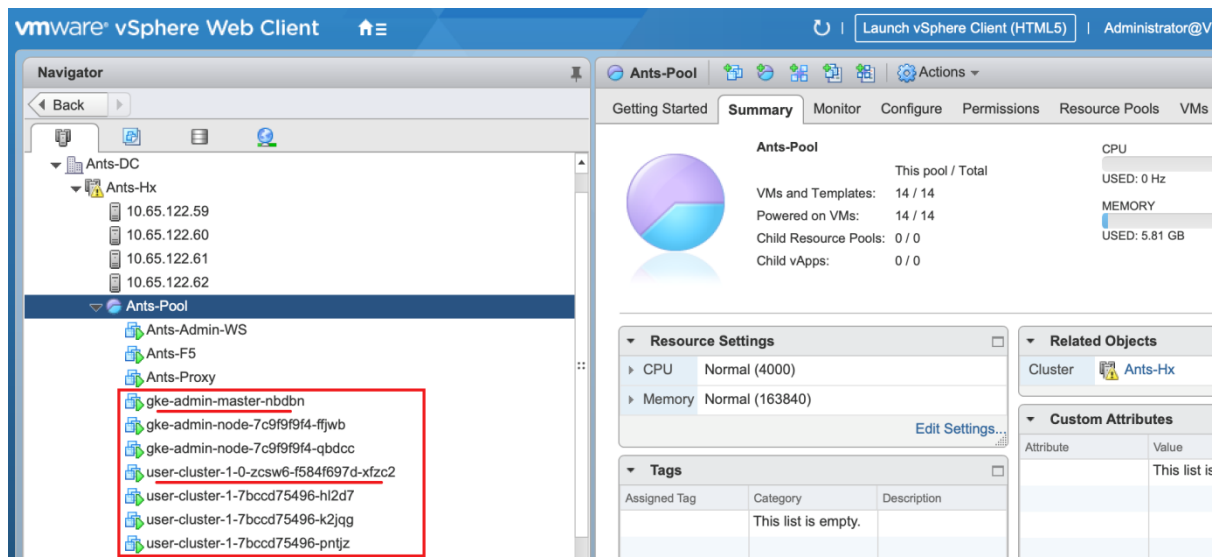 vmware® vSphere Web Client
Launch vSphere Client (HTML5) | Administrator@V
Navigator
Back
Ants-DC
Ants-Hx
10.65.122.59
10.65.122.60
10.65.122.61
10.65.122.62
Ants-Pool
Ants-Admin-WS
Ants-F5
Ants-Proxy
gke-admin-master-nbdbn
gke-admin-node-7c9f9f9f4-ffjwb
gke-admin-node-7c9f9f9f4-qbdcc
user-cluster-1-0-zcsw6-f584f697d-xfzc2
user-cluster-1-7bccd75496-hl2d7
user-cluster-1-7bccd75496-k2jqg
user-cluster-1-7bccd75496-pntjz
Ants-Pool Actions
Getting Started Summary Monitor Configure Permissions Resource Pools VMs
Ants-Pool
This pool / Total
VMs and Templates: 14 / 14
Powered on VMs: 14 / 14
Child Resource Pools: 0 / 0
Child vApps: 0 / 0
CPU
USED: 0 Hz
MEMORY
USED: 5.81 GB
Resource Settings
CPU Normal (4000)
Memory Normal (163840)
Edit Settings...
Tags
Assigned Tag Category Description
This list is empty.
Related Objects
Cluster Ants-Hx
Custom Attributes
Attribute Value
This list is